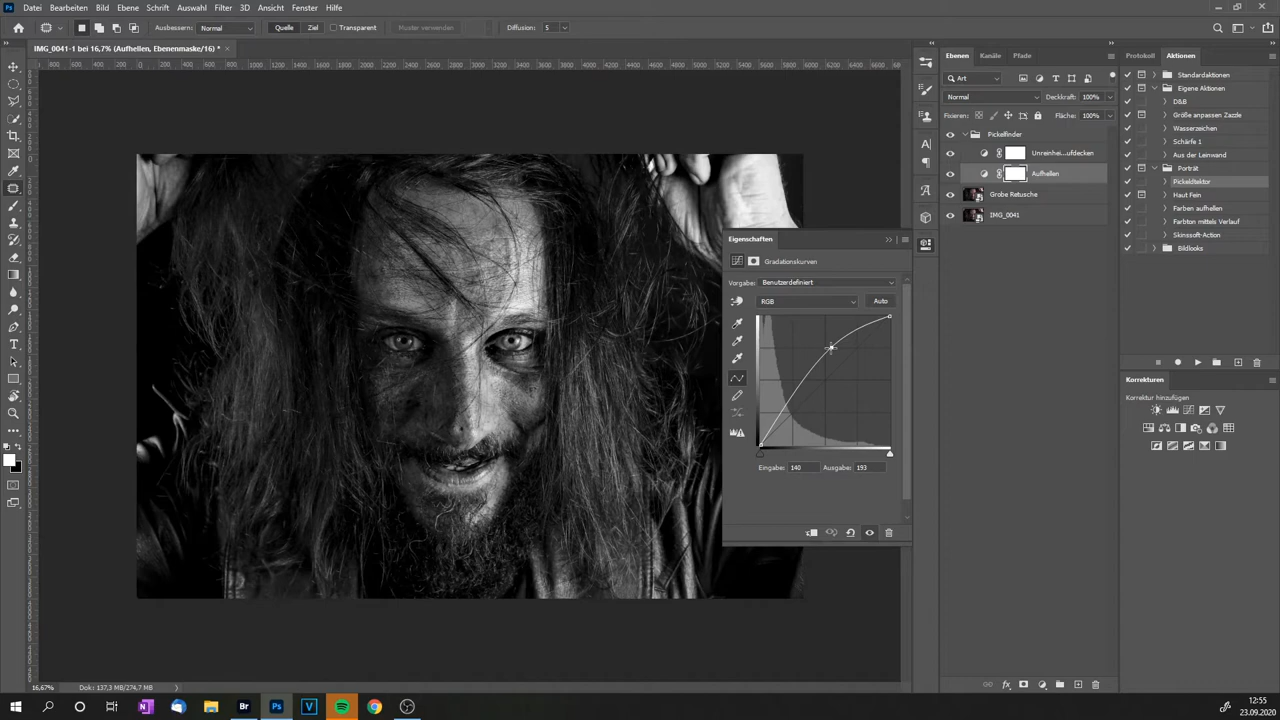 Datei Bearbeiten Bild Ebene Schrift Auswahl Filter 3D Ansicht Fenster Hilfe
Ausbessern: Normal Quelle Ziel Transparent Muster verwenden Diffusion: 5
IMG_0041-1 bei 16,7% (Aufhellen, Ebenenmaske/16) *
Ebenen Kanäle Pfade
Art
Normal Deckkraft: 100%
Fixieren: Fläche: 100%
Pickelfinder
Unreinhei...ufdecken
Aufhellen
Grobe Retusche
IMG_0041
Protokoll Aktionen
Standardaktionen
Eigene Aktionen
D&B
Größe anpassen Zazzle
Wasserzeichen
Schärfe 1
Aus der Leinwand
Porträt
Pickeldtektor
Haut Fein
Farben aufhellen
Farbton mittels Verlauf
Skinssoft-Action
Bildlooks
Eigenschaften
Gradationskurven
Vorgabe: Benutzerdefiniert
RGB Auto
Eingabe: 140 Ausgabe: 193
Korrekturen
Korrektur hinzufügen
16,67% Dok: 137,3 MB/274,7 MB
Br Ps V
12:55
23.09.2020